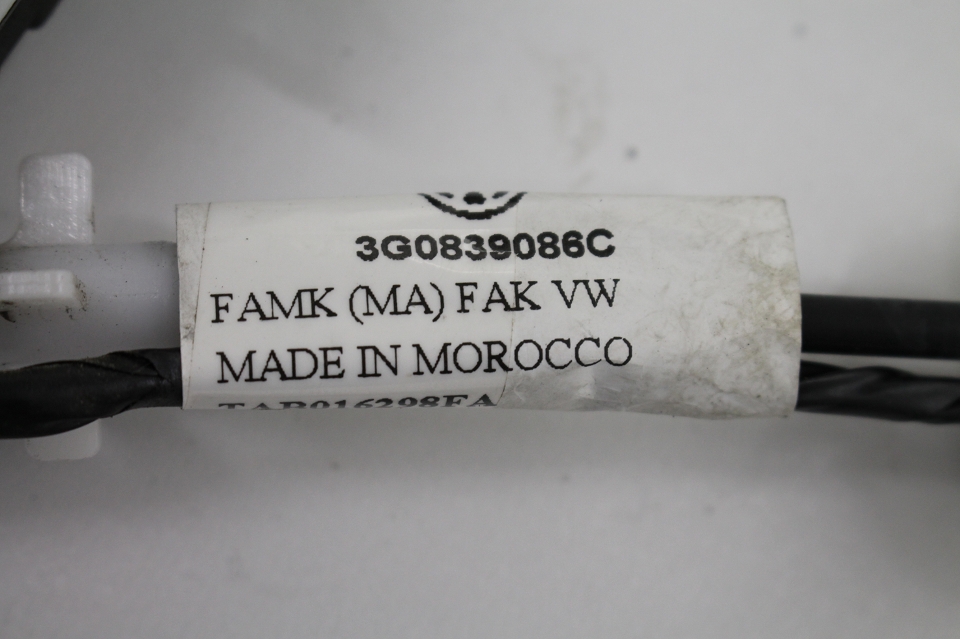 3G0839086C
FAMK (MA) FAK VW
MADE IN MOROCCO